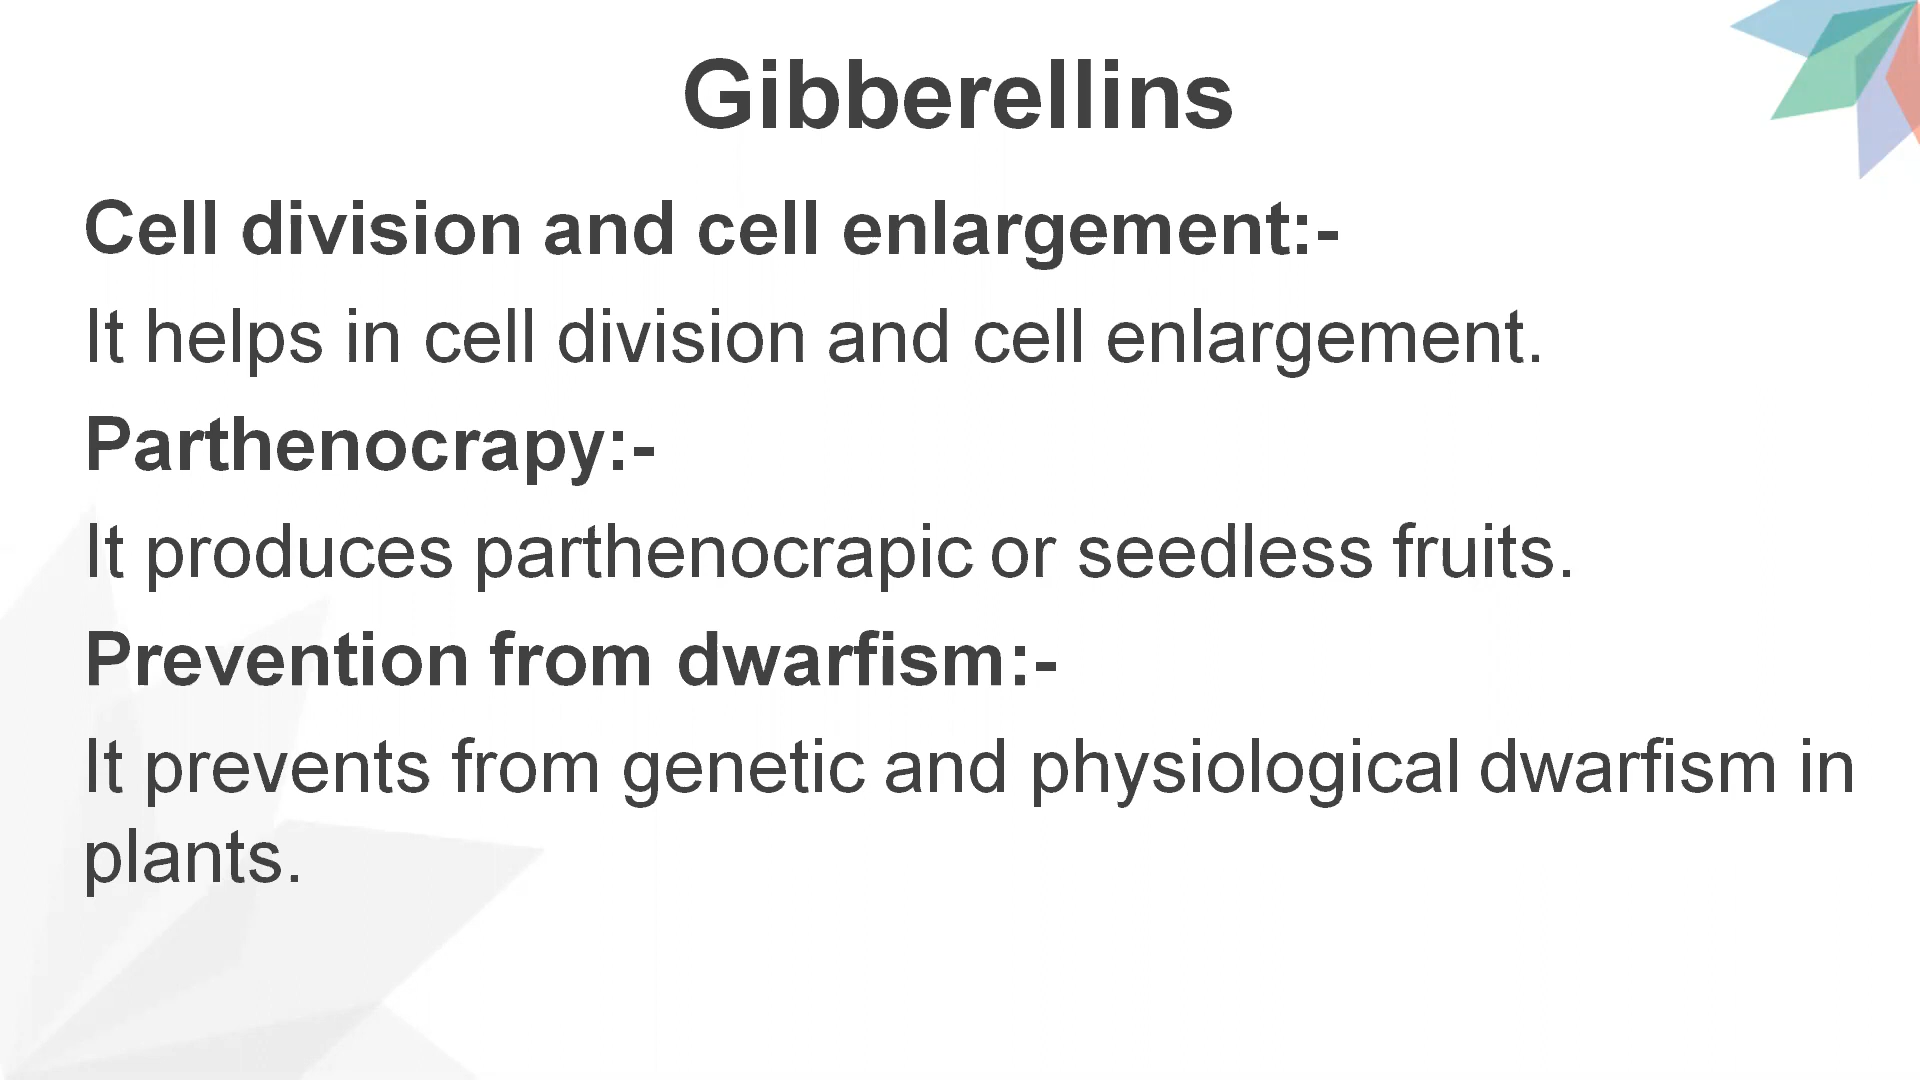 Gibberellins
Cell division and cell enlargement:-
It helps in cell division and cell enlargement.
Parthenocrapy:-
It produces parthenocrapic or seedless fruits.
Prevention from dwarfism:-
It prevents from genetic and physiological dwarfism in
plants.